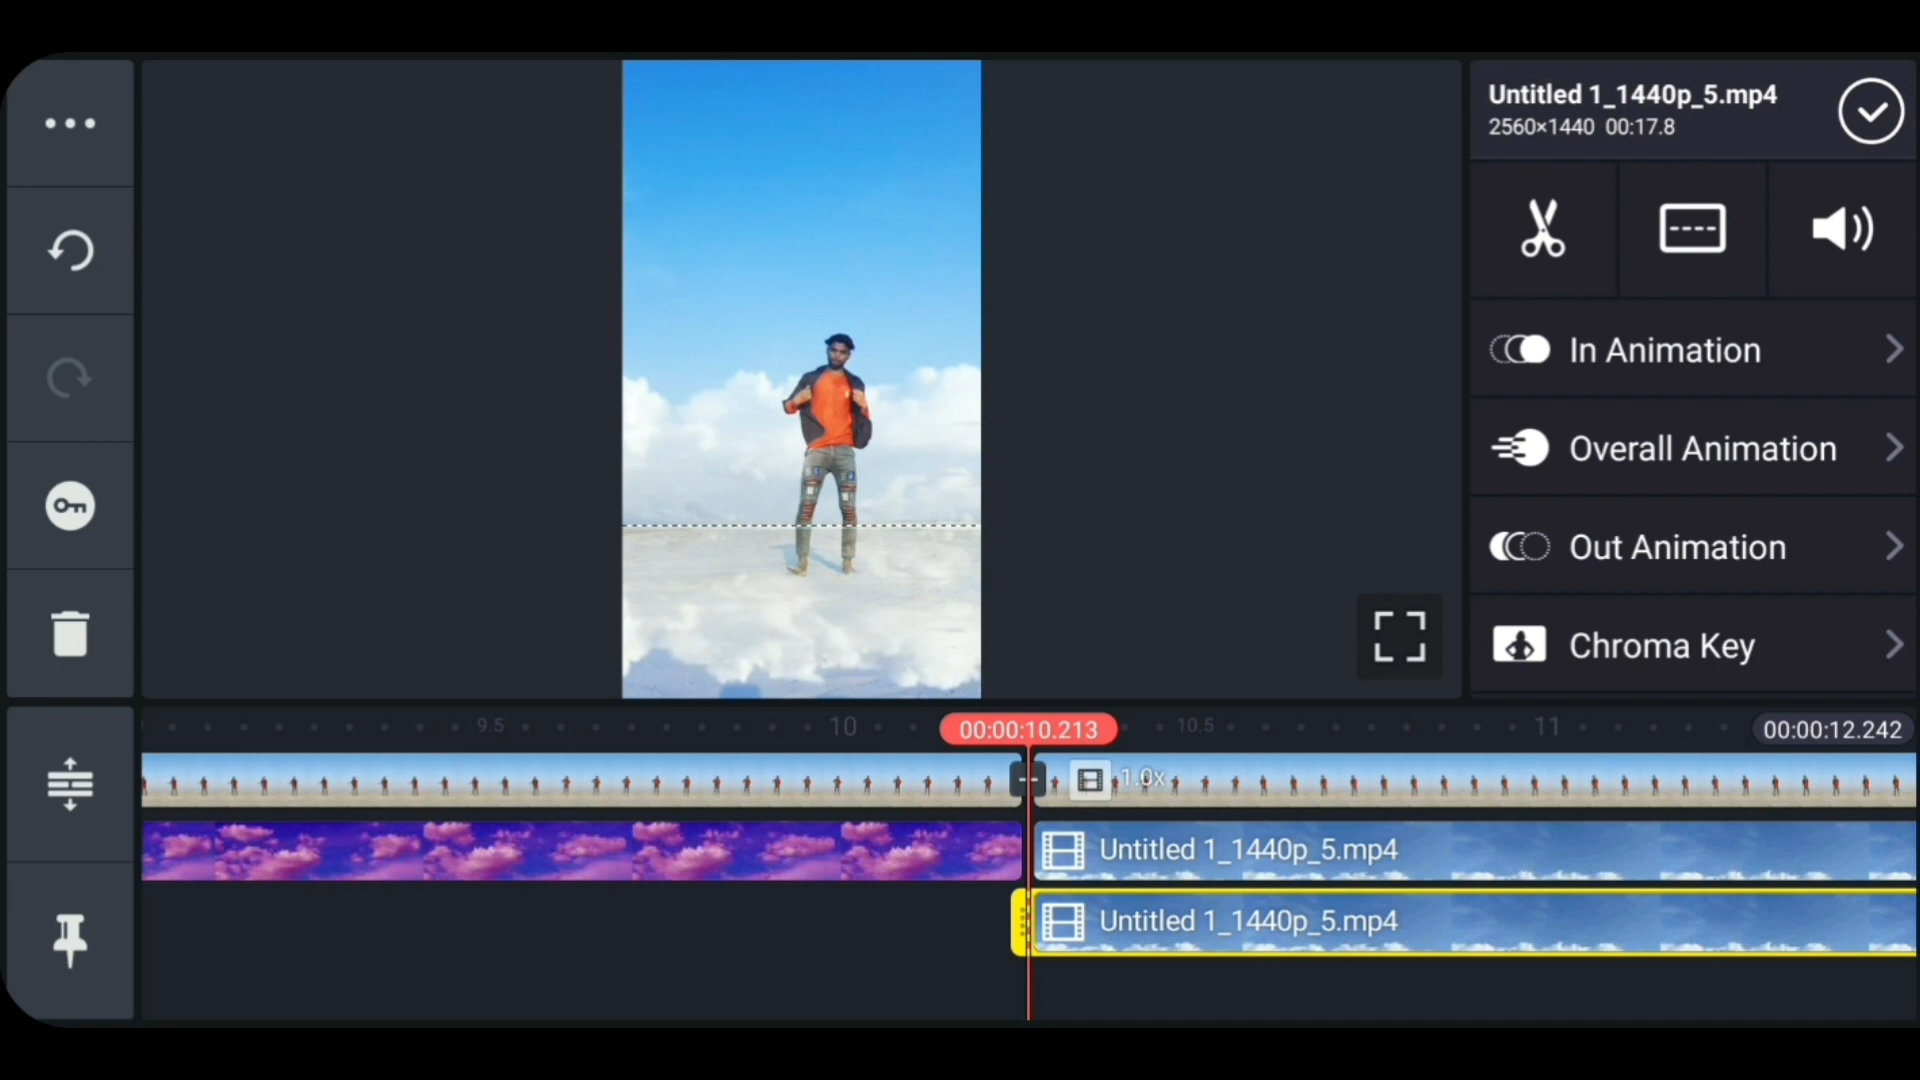 Untitled 1_1440p_5.mp4
2560×1440 00:17.8
In Animation
Overall Animation
Out Animation
Chroma Key
9.5
10
00:00:10.213
10.5
11
00:00:12.242
1.0x
Untitled 1_1440p_5.mp4
Untitled 1_1440p_5.mp4